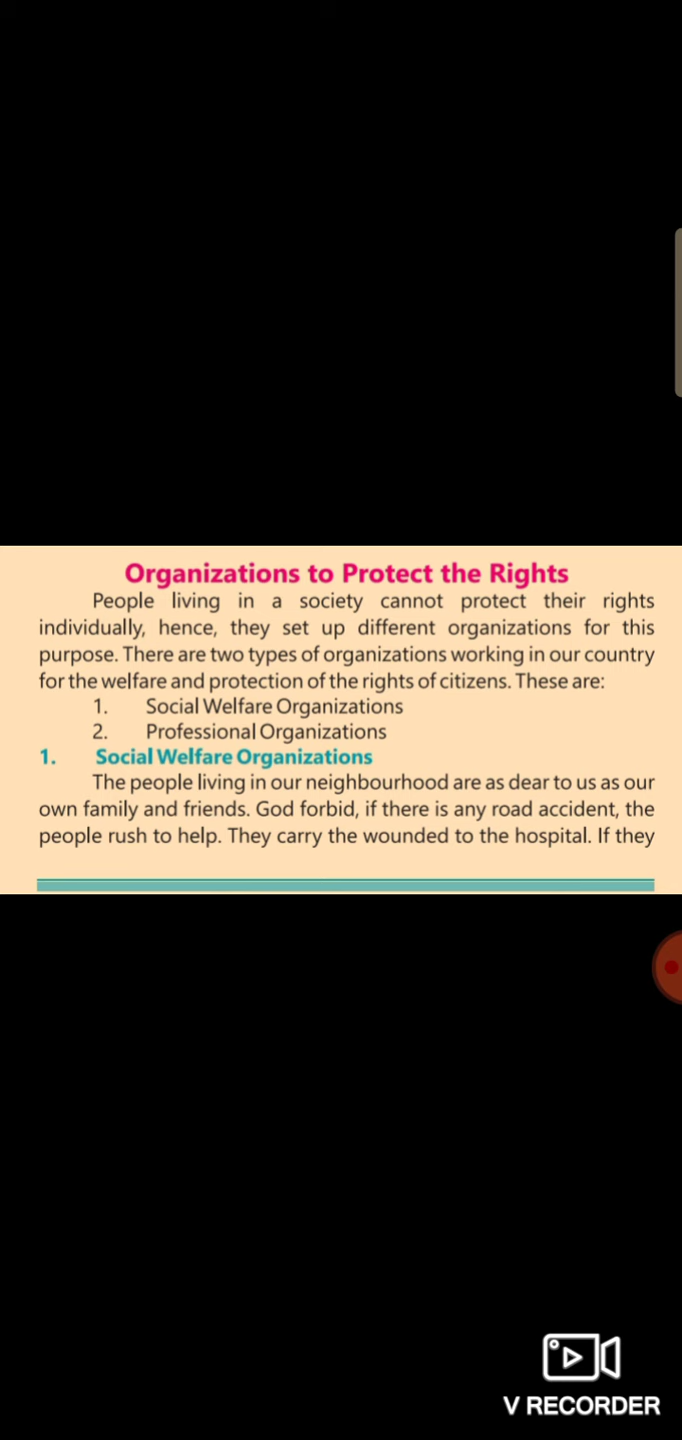 Organizations to Protect the Rights
People living in a society cannot protect their rights
individually, hence, they set up different organizations for this
purpose. There are two types of organizations working in our country
for the welfare and protection of the rights of citizens. These are:
1. Social Welfare Organizations
2. Professional Organizations
1. Social Welfare Organizations
The people living in our neighbourhood are as dear to us as our
own family and friends. God forbid, if there is any road accident, the
people rush to help. They carry the wounded to the hospital. If they
V RECORDER